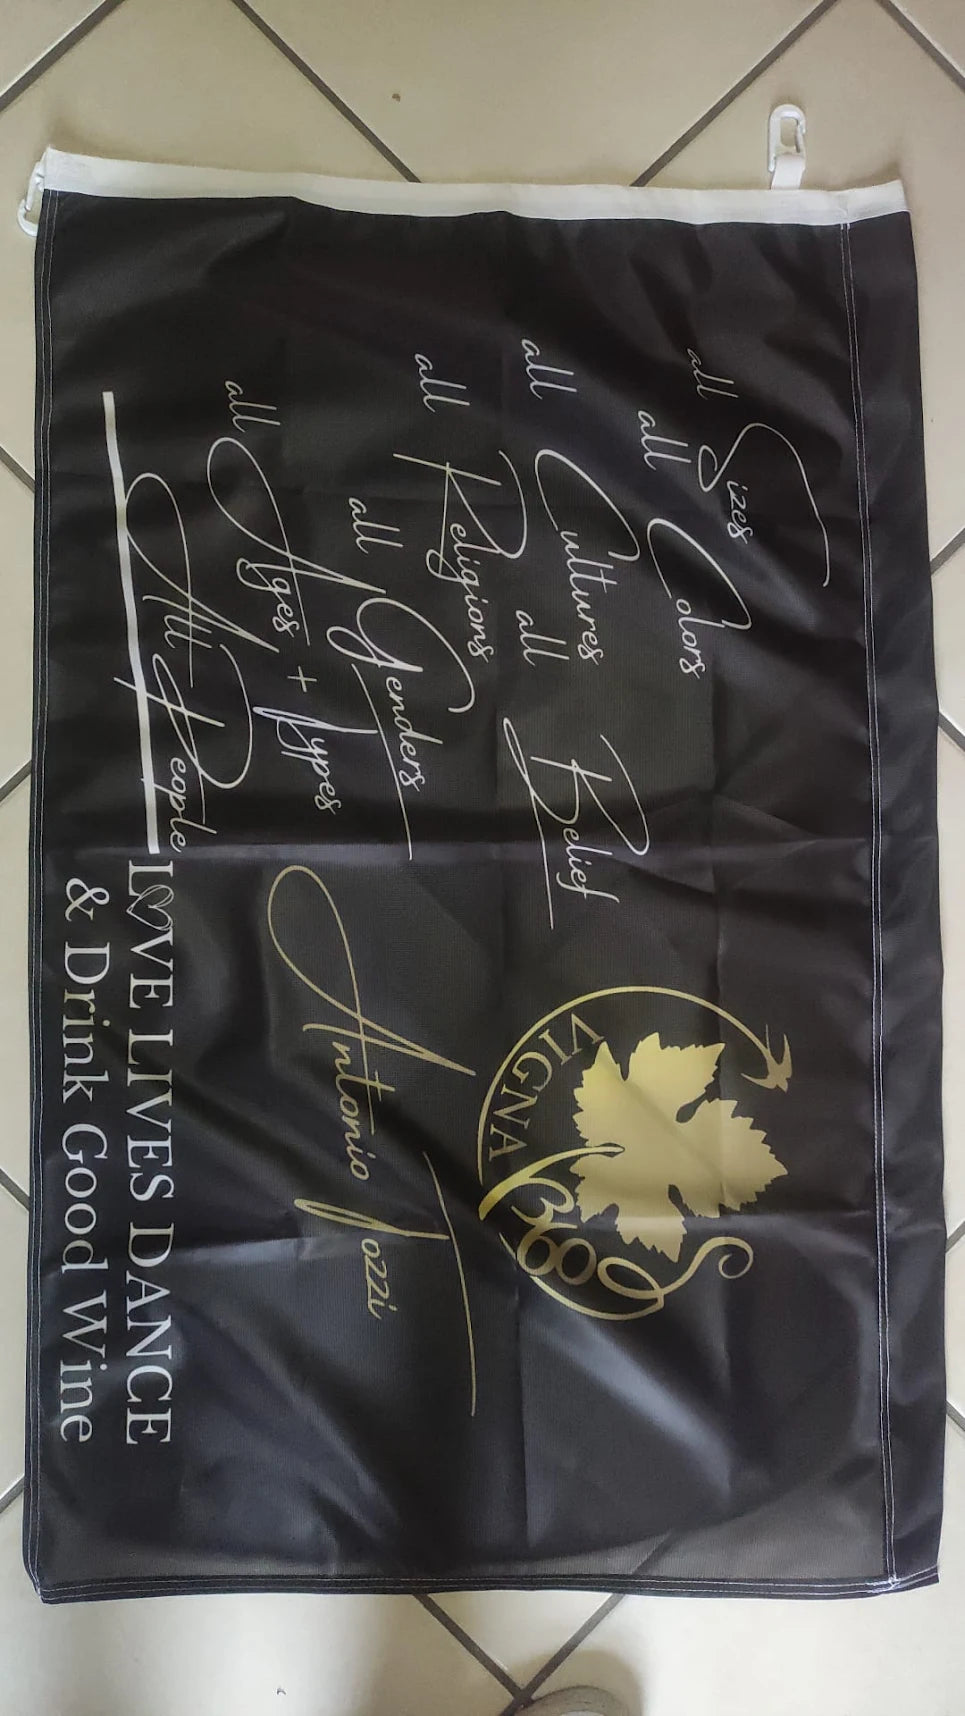 all Sizes
all Colors
all Cultures
all Belief
all Religions
all Genders
all Ages + Types
All People
VIGNA
Antonio Tozzi
LOVE LIVES DANCE
& Drink Good Wine